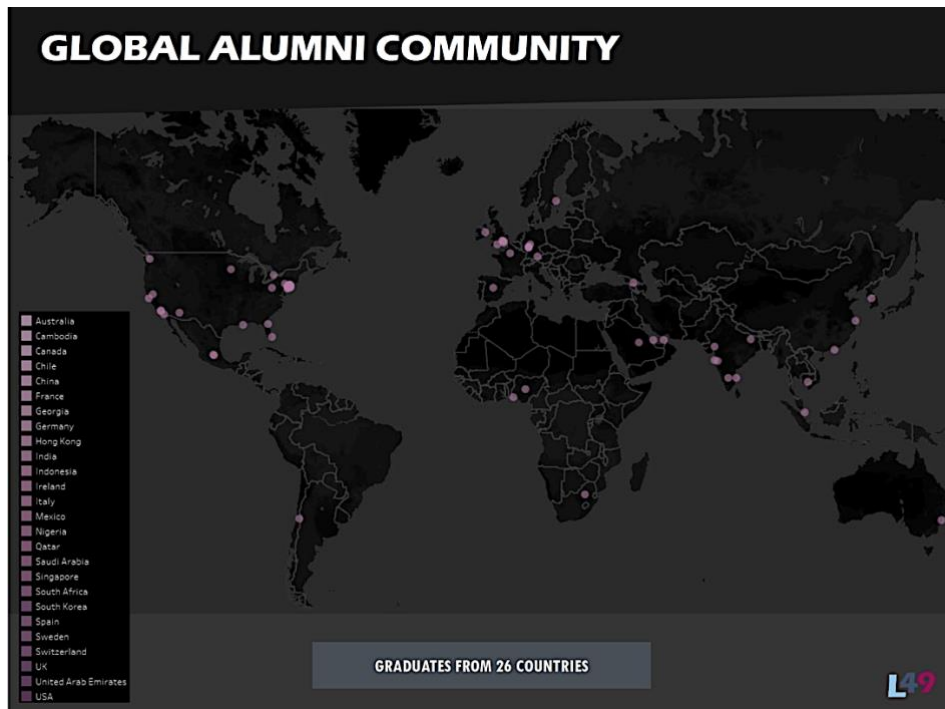 GLOBAL ALUMNI COMMUNITY
Australia
Cambodia
Canada
Chile
China
France
Georgia
Germany
Hong Kong
India
Indonesia
Ireland
Italy
Mexico
Nigeria
Qatar
Saudi Arabia
Singapore
South Africa
South Korea
Spain
Sweden
Switzerland
UK
United Arab Emirates
USA
GRADUATES FROM 26 COUNTRIES
L49